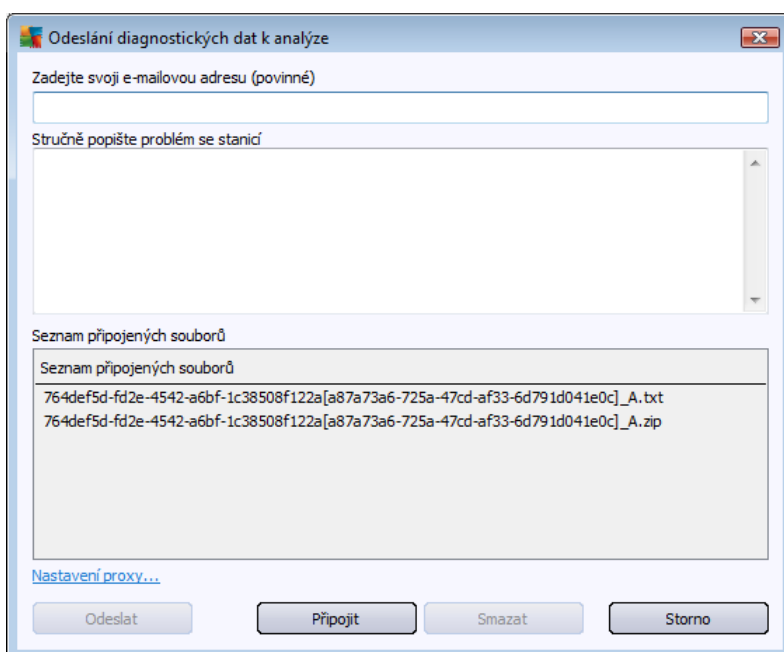 Odeslání diagnostických dat k analýze
Zadejte svoji e-mailovou adresu (povinné)
Stručně popište problém se stanicí
Seznam připojených souborů
Seznam připojených souborů
764def5d-fd2e-4542-a6bf-1c38508f122a[a87a73a6-725a-47cd-af33-6d791d041e0c]_A.txt
764def5d-fd2e-4542-a6bf-1c38508f122a[a87a73a6-725a-47cd-af33-6d791d041e0c]_A.zip
Nastavení proxy...
Odeslat
Připojit
Smazat
Storno